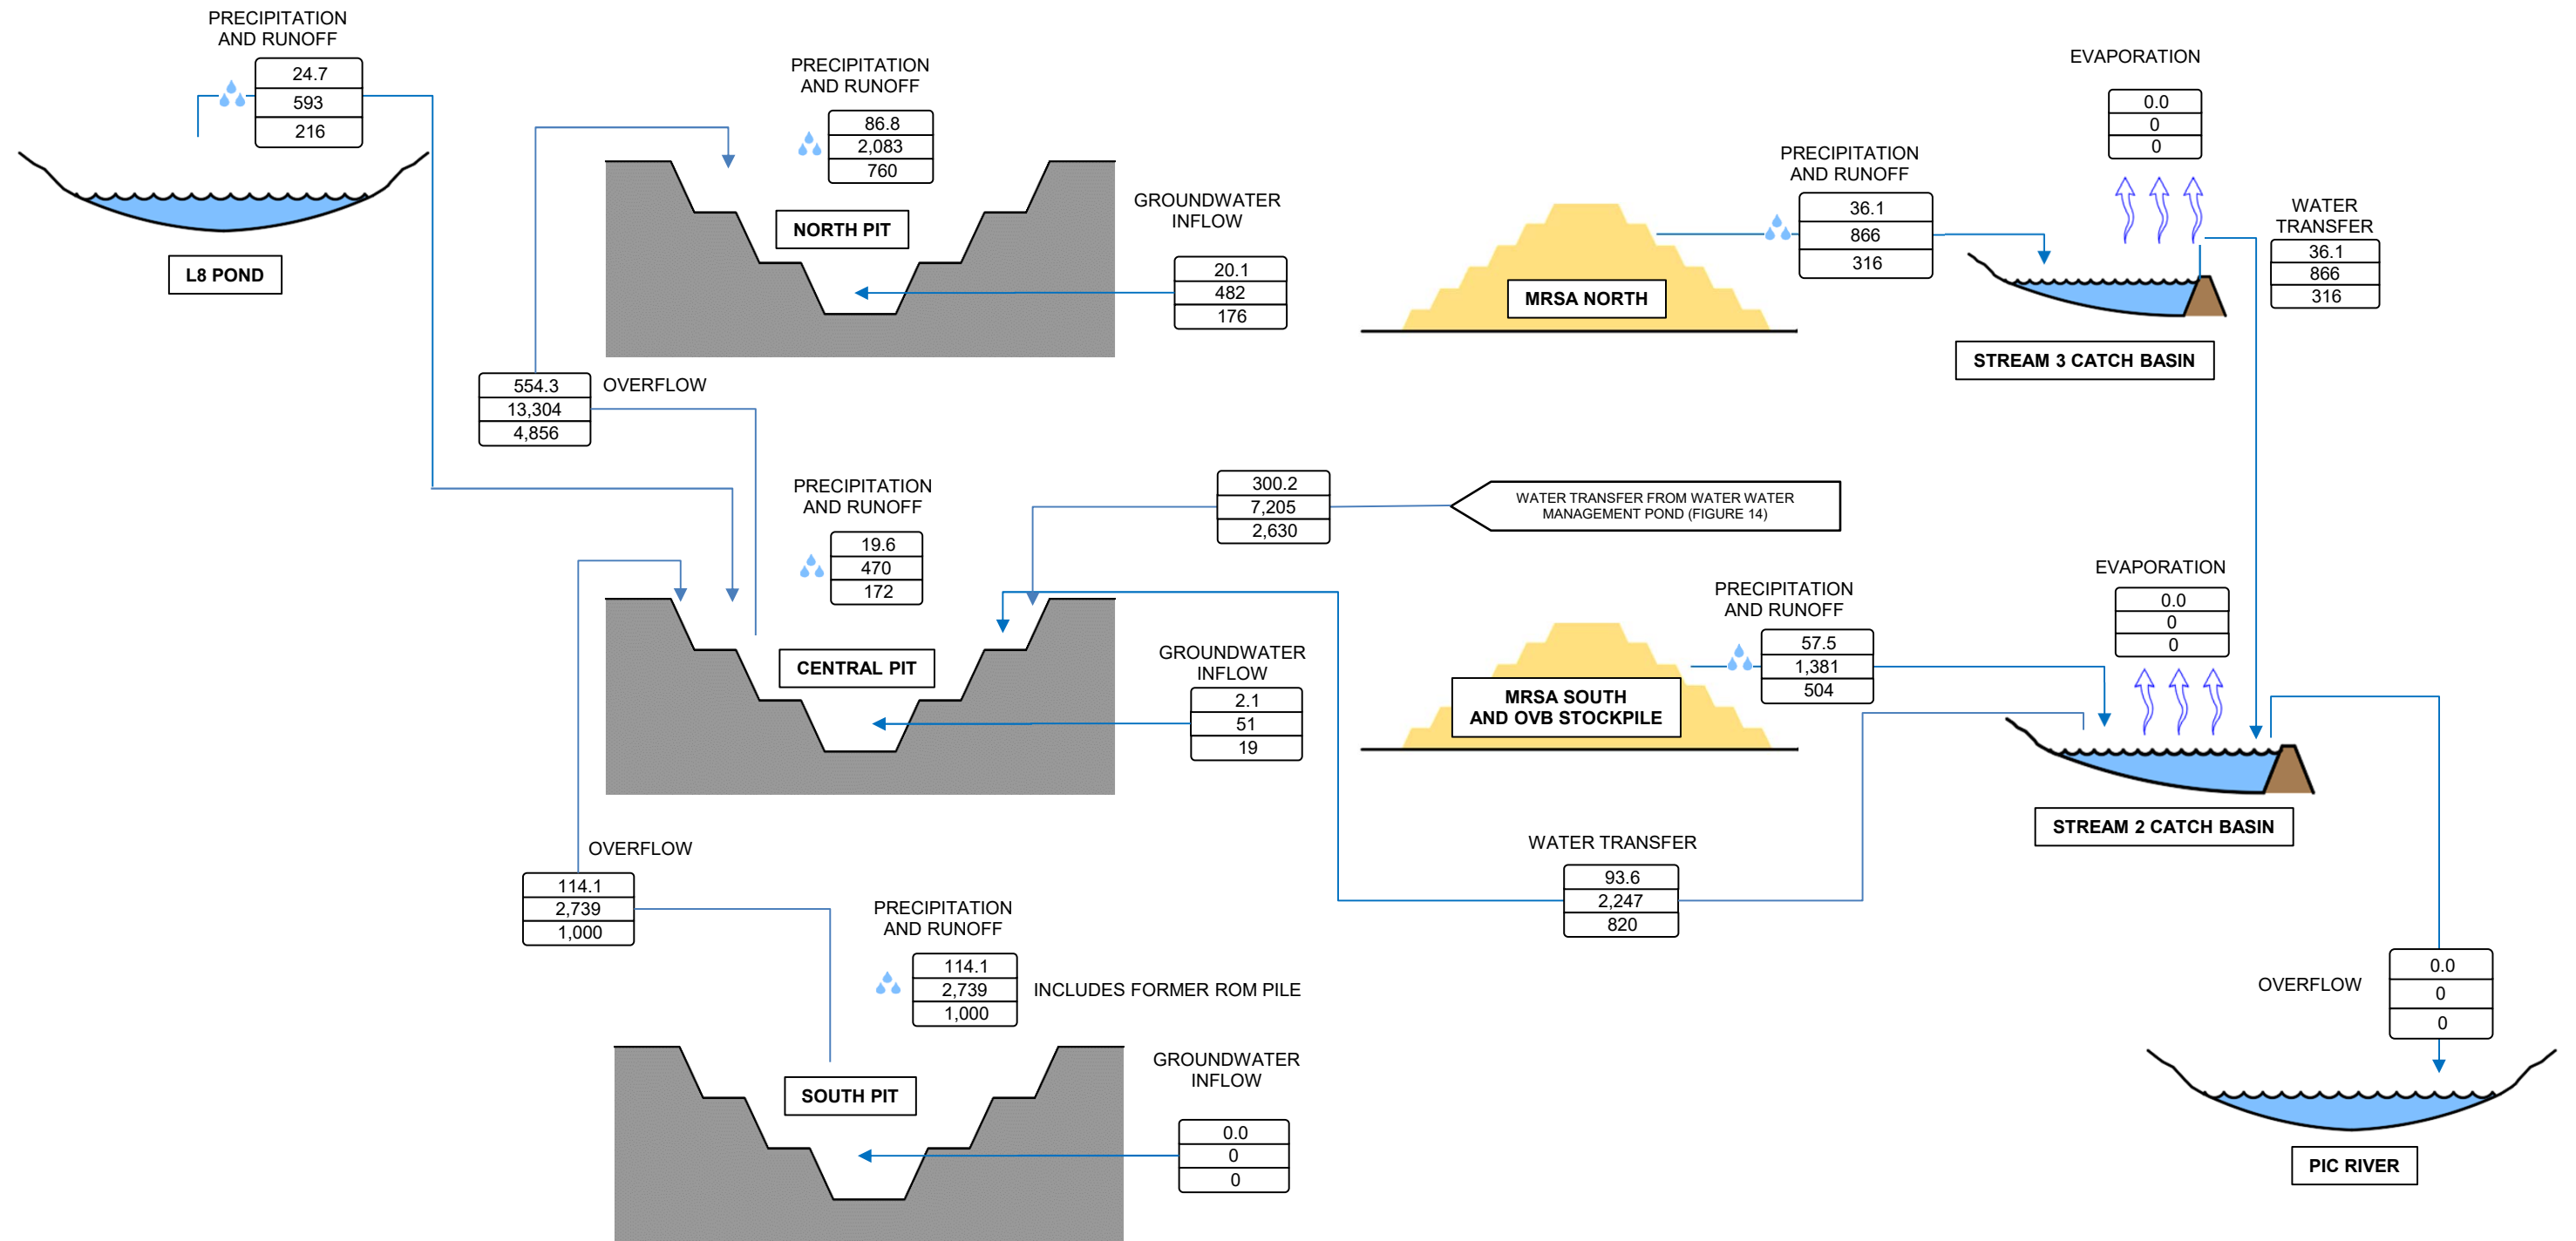 PRECIPITATION
AND RUNOFF
24.7
593
216
L8 POND
PRECIPITATION
AND RUNOFF
86.8
2,083
760
NORTH PIT
GROUNDWATER
INFLOW
20.1
482
176
554.3
13,304
4,856
OVERFLOW
PRECIPITATION
AND RUNOFF
36.1
866
316
MRSA NORTH
EVAPORATION
0.0
0
0
WATER
TRANSFER
36.1
866
316
STREAM 3 CATCH BASIN
PRECIPITATION
AND RUNOFF
19.6
470
172
300.2
7,205
2,630
WATER TRANSFER FROM WATER WATER
MANAGEMENT POND (FIGURE 14)
CENTRAL PIT
GROUNDWATER
INFLOW
2.1
51
19
PRECIPITATION
AND RUNOFF
57.5
1,381
504
MRSA SOUTH
AND OVB STOCKPILE
EVAPORATION
0.0
0
0
STREAM 2 CATCH BASIN
OVERFLOW
114.1
2,739
1,000
WATER TRANSFER
93.6
2,247
820
PRECIPITATION
AND RUNOFF
114.1
2,739
1,000
INCLUDES FORMER ROM PILE
SOUTH PIT
GROUNDWATER
INFLOW
0.0
0
0
OVERFLOW
0.0
0
0
PIC RIVER